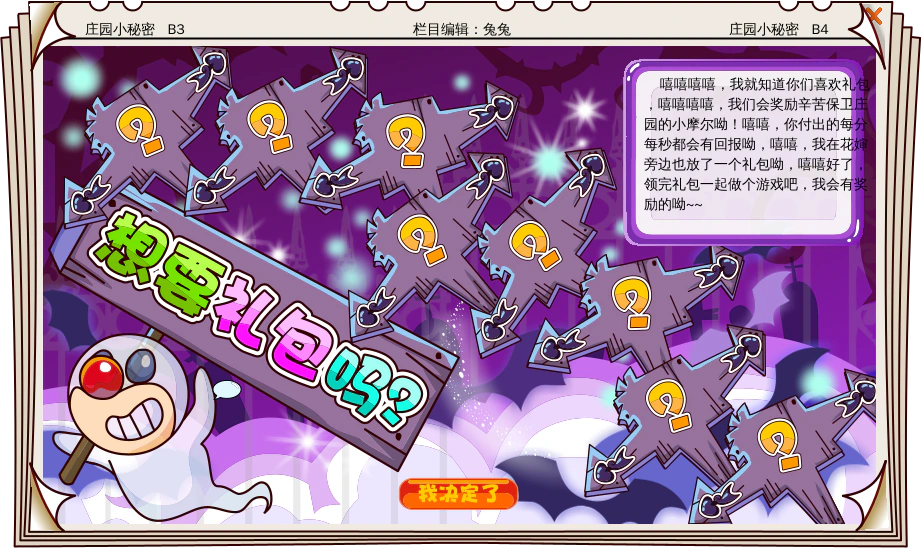 庄园小秘密 B3
栏目编辑：兔兔
庄园小秘密 B4
嘻嘻嘻嘻，我就知道你们喜欢礼包
，嘻嘻嘻嘻，我们会奖励辛苦保卫庄
园的小摩尔呦！嘻嘻，你付出的每分
每秒都会有回报呦，嘻嘻，我在花婶
旁边也放了一个礼包呦，嘻嘻好了，
领完礼包一起做个游戏吧，我会有奖
励的呦~~
想要礼包吗?
我决定了